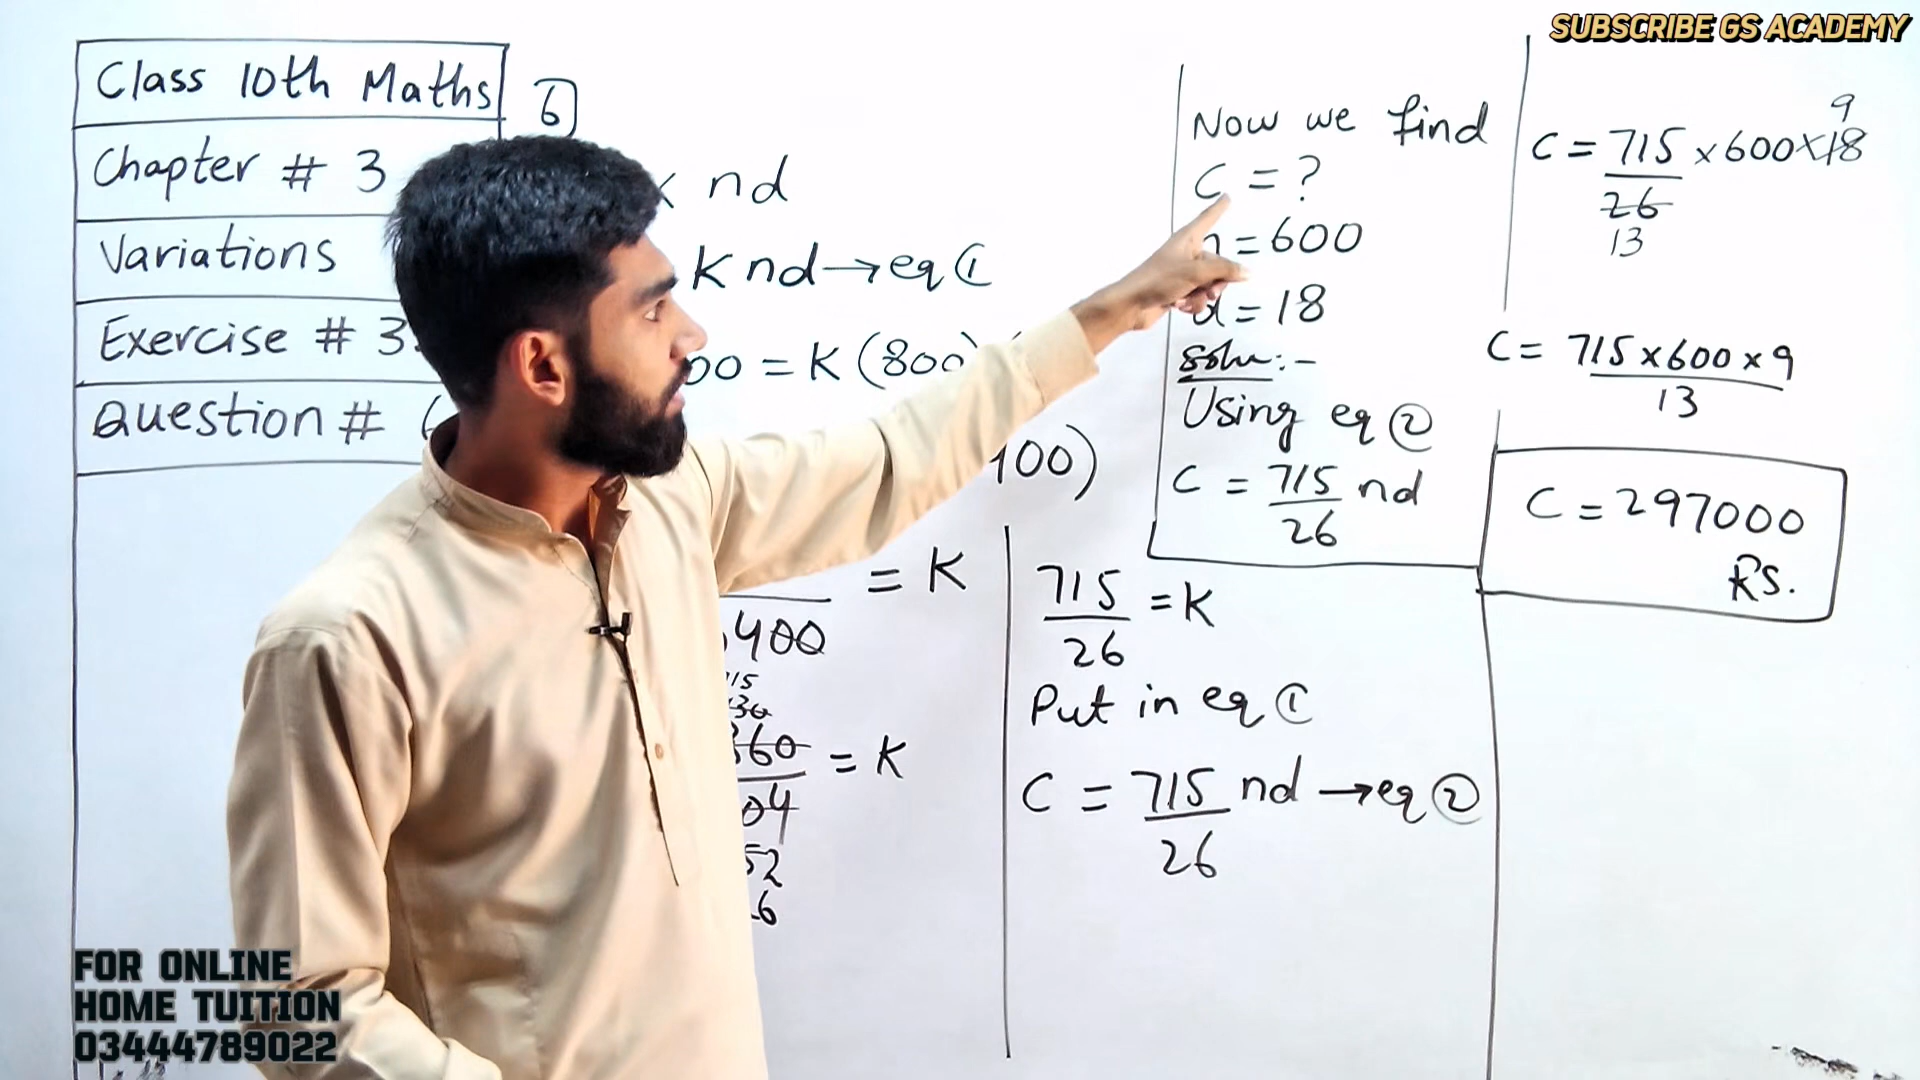 SUBSCRIBE GS ACADEMY
Class 10th Maths
Chapter # 3
Variations
Exercise # 3.
Question #
6
nd
K nd → eq ①
00 = K (800)
100)
= K
400
15
130
360 = K
04
52
6
715/26 = K
Put in eq ①
C = 715/26 nd → eq ②
Now we find
C = ?
n = 600
d = 18
Solu:-
Using eq ②
C = 715/26 nd
9
C = 715/26 × 600 × 18
13
C = 715 × 600 × 9 / 13
C = 297000
RS.
FOR ONLINE
HOME TUITION
03444789022